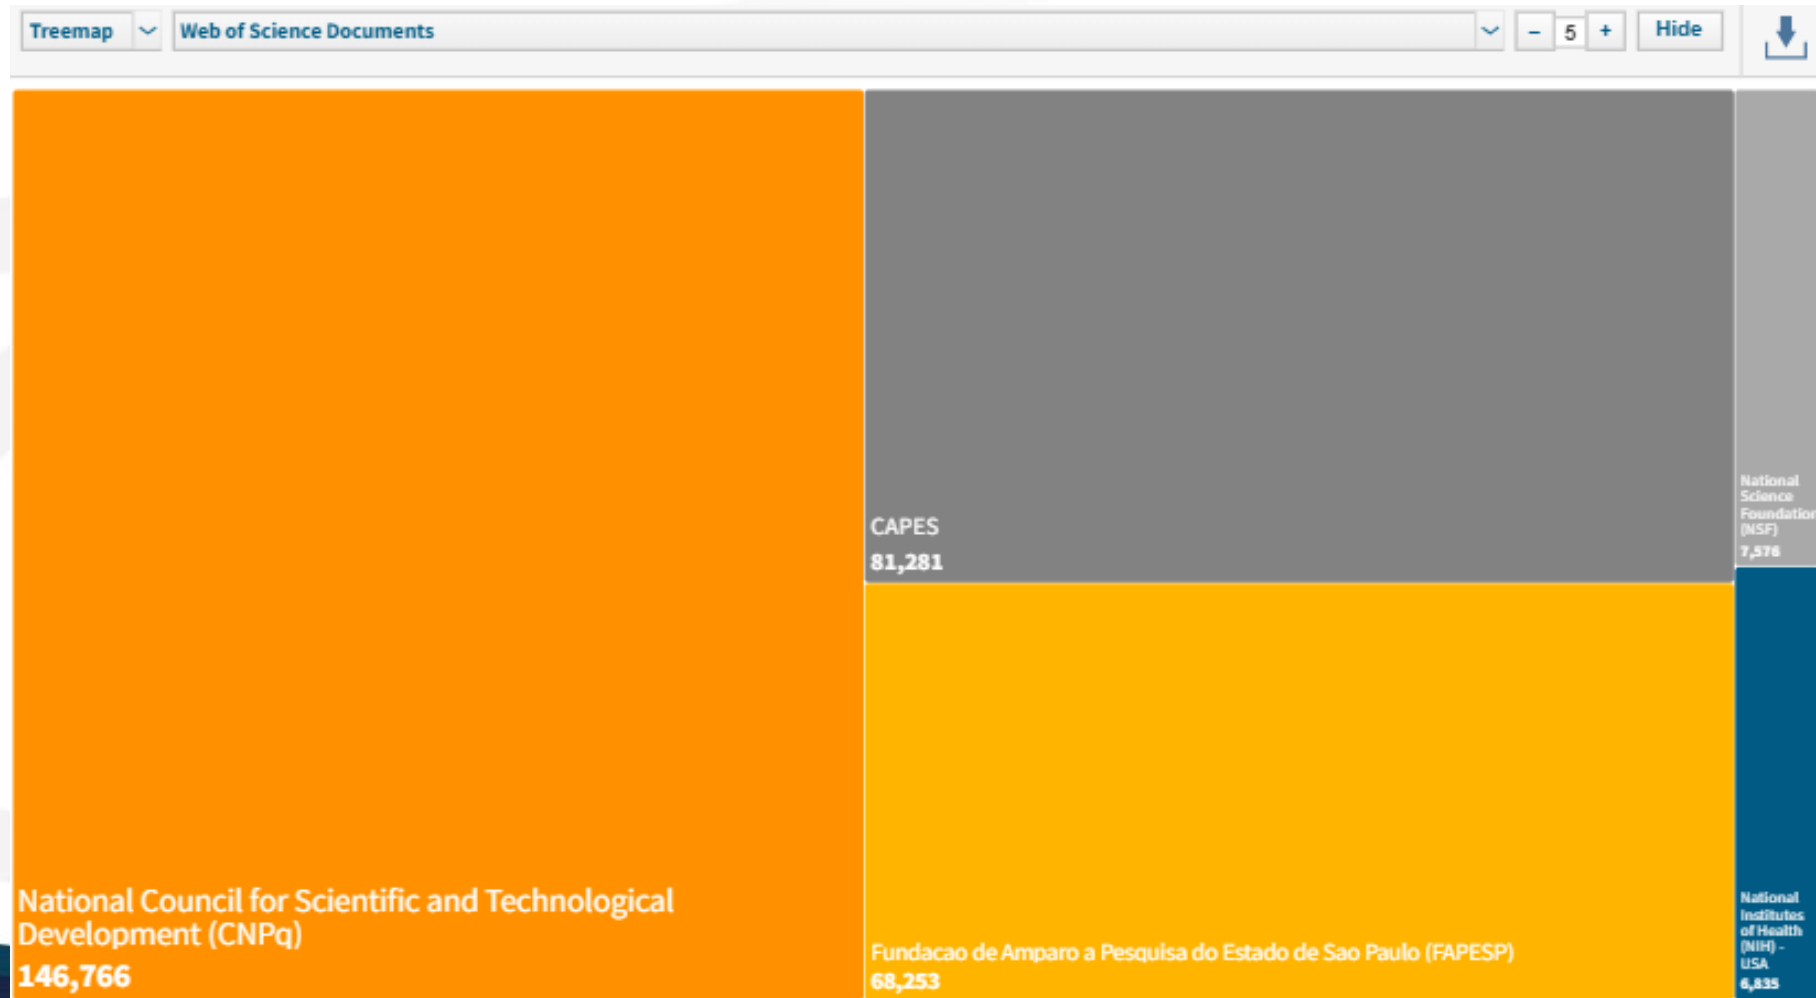 Treemap
Web of Science Documents
− 5 +
Hide
National Council for Scientific and Technological
Development (CNPq)
146,766
CAPES
81,281
Fundacao de Amparo a Pesquisa do Estado de Sao Paulo (FAPESP)
68,253
National
Science
Foundation
(NSF)
7,576
National
Institutes
of Health
(NIH) -
USA
6,835